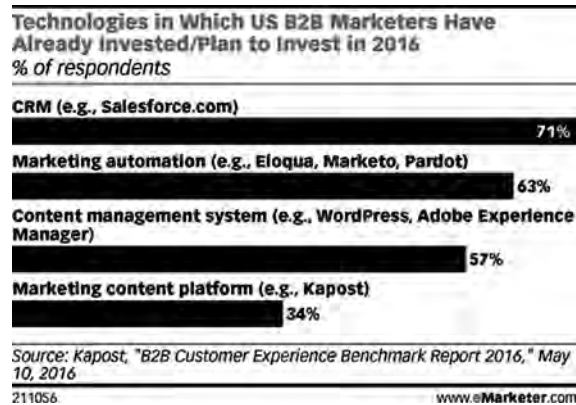 Technologies in Which US B2B Marketers Have
Already Invested/Plan to Invest in 2016
% of respondents
CRM (e.g., Salesforce.com)
71%
Marketing automation (e.g., Eloqua, Marketo, Pardot)
63%
Content management system (e.g., WordPress, Adobe Experience
Manager)
57%
Marketing content platform (e.g., Kapost)
34%
Source: Kapost, "B2B Customer Experience Benchmark Report 2016," May
10, 2016
211056 www.eMarketer.com